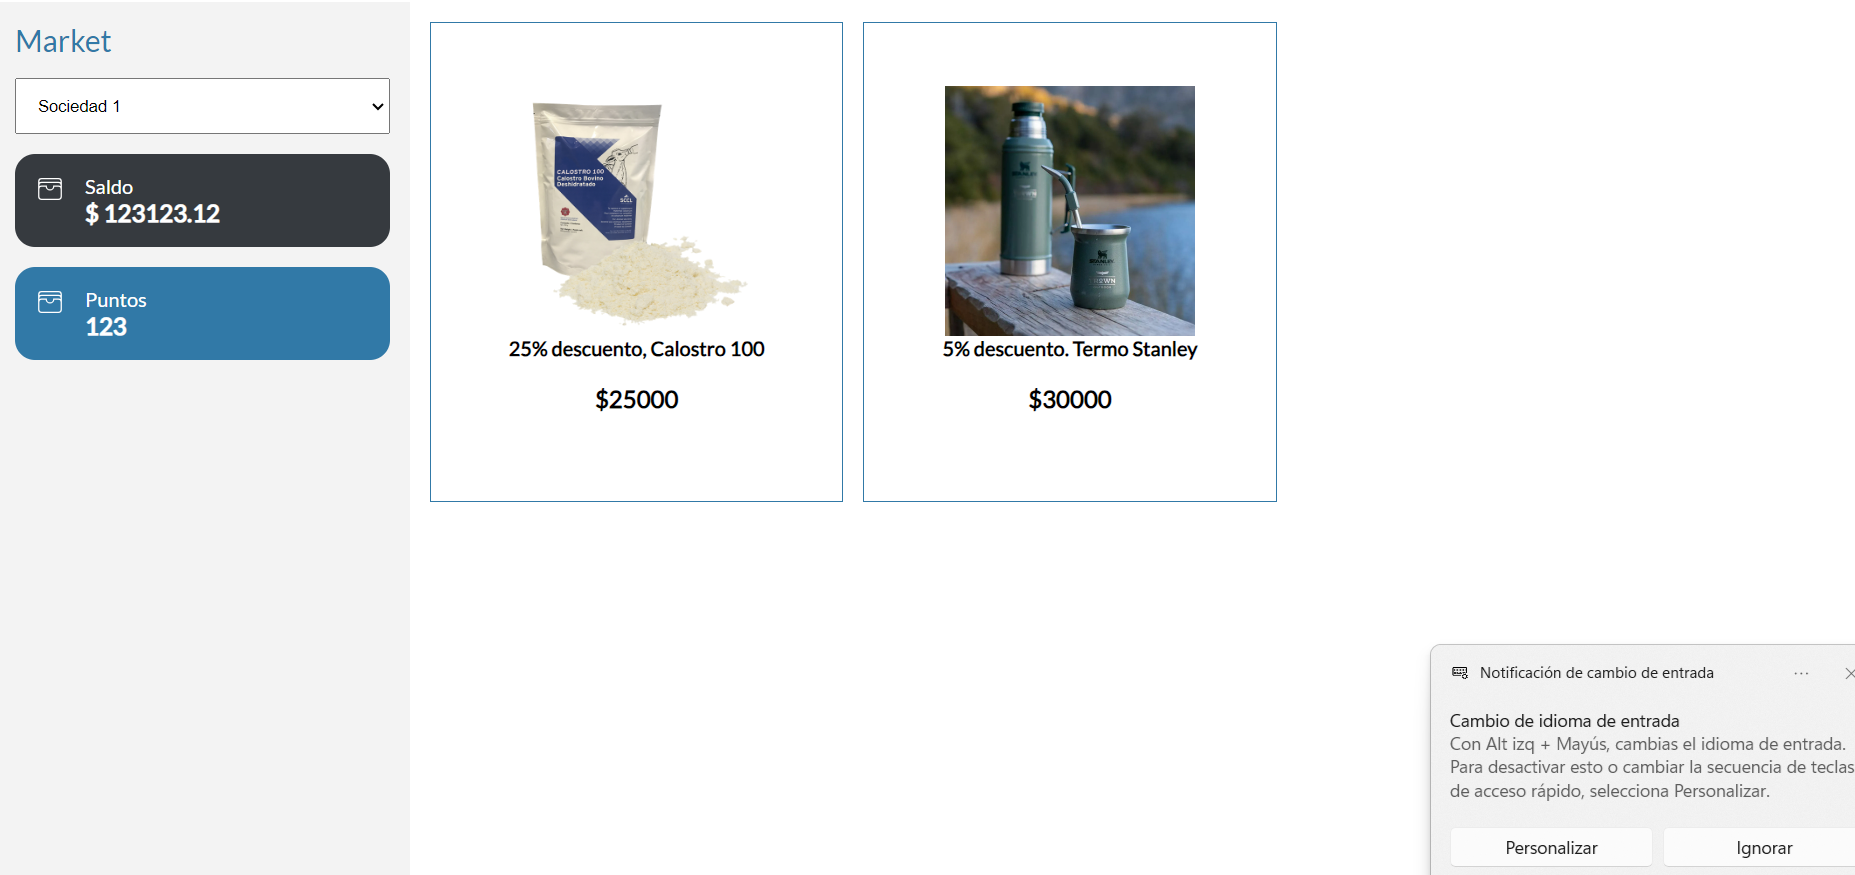 Market
Sociedad 1
Saldo
$ 123123.12
Puntos
123
CALOSTRO 100
Calostro Bovino
Deshidratado
SCCL
25% descuento, Calostro 100
$25000
STANLEY
STANLEY
5% descuento. Termo Stanley
$30000
Notificación de cambio de entrada
Cambio de idioma de entrada
Con Alt izq + Mayús, cambias el idioma de entrada.
Para desactivar esto o cambiar la secuencia de teclas
de acceso rápido, selecciona Personalizar.
Personalizar
Ignorar